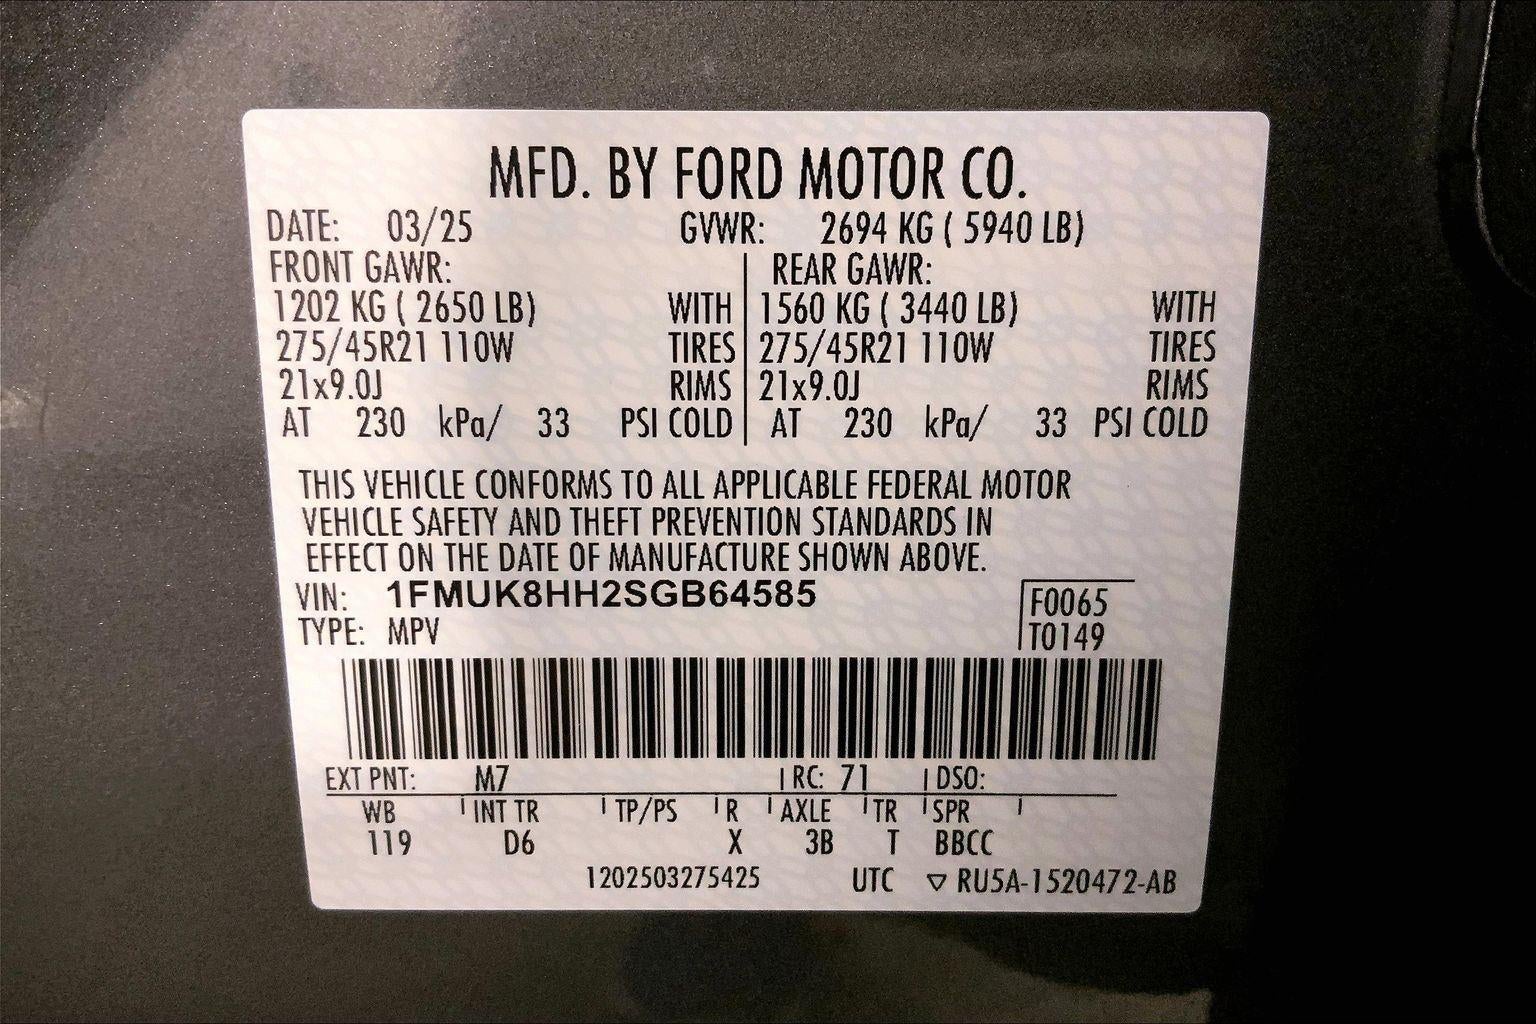 MFD. BY FORD MOTOR CO.
DATE: 03/25 GVWR: 2694 KG ( 5940 LB)
FRONT GAWR: REAR GAWR:
1202 KG ( 2650 LB) WITH 1560 KG ( 3440 LB) WITH
275/45R21 110W TIRES 275/45R21 110W TIRES
21x9.0J RIMS 21x9.0J RIMS
AT 230 kPa/ 33 PSI COLD AT 230 kPa/ 33 PSI COLD
THIS VEHICLE CONFORMS TO ALL APPLICABLE FEDERAL MOTOR
VEHICLE SAFETY AND THEFT PREVENTION STANDARDS IN
EFFECT ON THE DATE OF MANUFACTURE SHOWN ABOVE.
VIN: 1FMUK8HH2SGB64585 F0065
TYPE: MPV T0149
EXT PNT: M7 RC: 71 DSO:
WB INT TR TP/PS R AXLE TR SPR
119 D6 X 3B T BBCC
1202503275425 UTC ▽ RU5A-1520472-AB